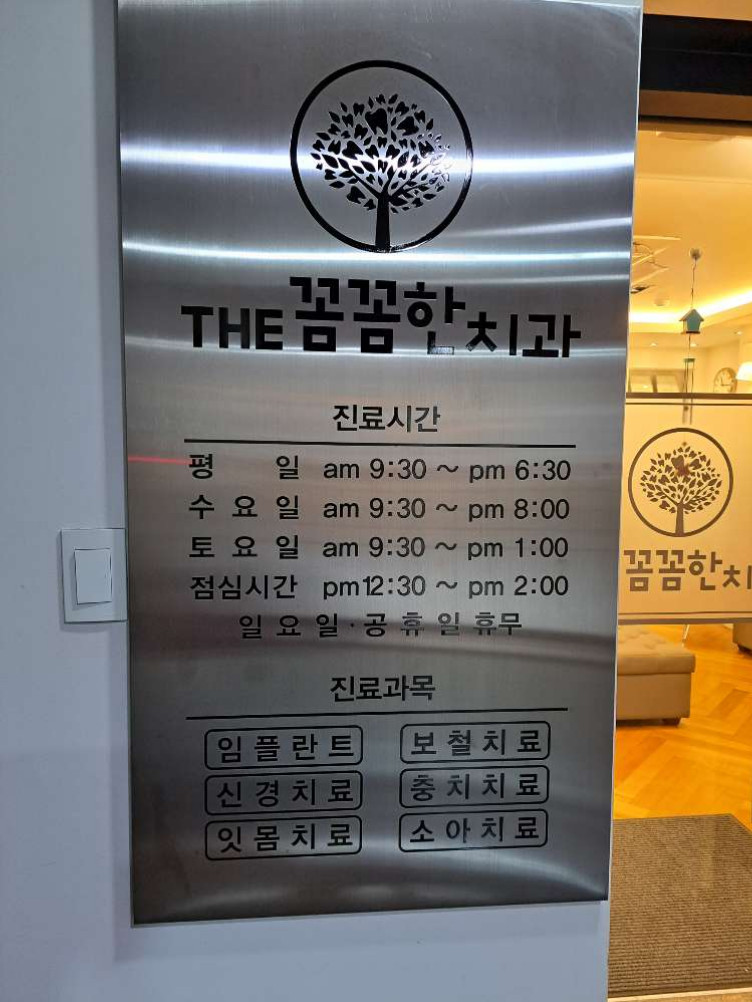 THE 꼼꼼한치과
진료시간
평 일 am 9:30 ~ pm 6:30
수 요 일 am 9:30 ~ pm 8:00
토 요 일 am 9:30 ~ pm 1:00
점심시간 pm12:30 ~ pm 2:00
일 요 일 · 공 휴 일 휴무
진료과목
임플란트 보철치료
신경치료 충치치료
잇몸치료 소아치료
꼼꼼한치